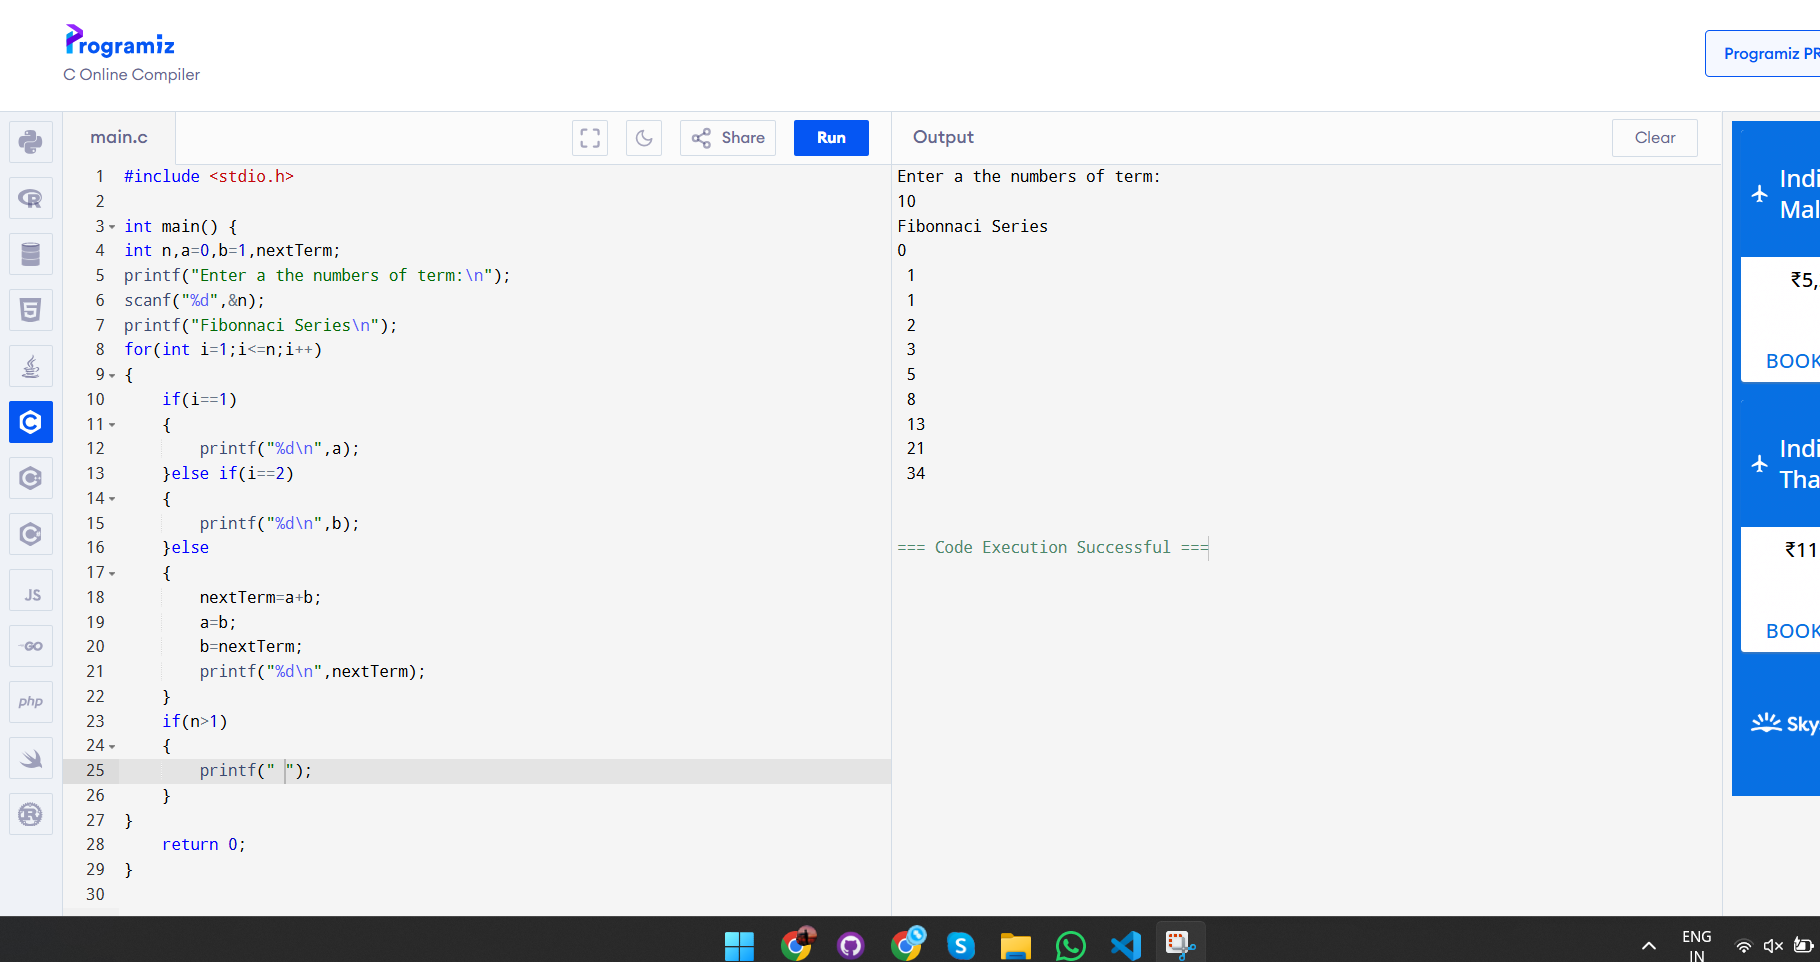 Programiz
C Online Compiler
Programiz PR
main.c
Share
Run
Output
Clear
1 #include <stdio.h>
2
3 int main() {
4 int n,a=0,b=1,nextTerm;
5 printf("Enter a the numbers of term:\n");
6 scanf("%d",&n);
7 printf("Fibonnaci Series\n");
8 for(int i=1;i<=n;i++)
9 {
10     if(i==1)
11     {
12         printf("%d\n",a);
13     }else if(i==2)
14     {
15         printf("%d\n",b);
16     }else
17     {
18         nextTerm=a+b;
19         a=b;
20         b=nextTerm;
21         printf("%d\n",nextTerm);
22     }
23     if(n>1)
24     {
25         printf(" ");
26     }
27 }
28     return 0;
29 }
30
Enter a the numbers of term:
10
Fibonnaci Series
0
1
1
2
3
5
8
13
21
34
=== Code Execution Successful ===
JS
GO
php
Indi
Mal
₹5,
BOOK
Indi
Tha
₹11
BOOK
Sky
ENG
IN